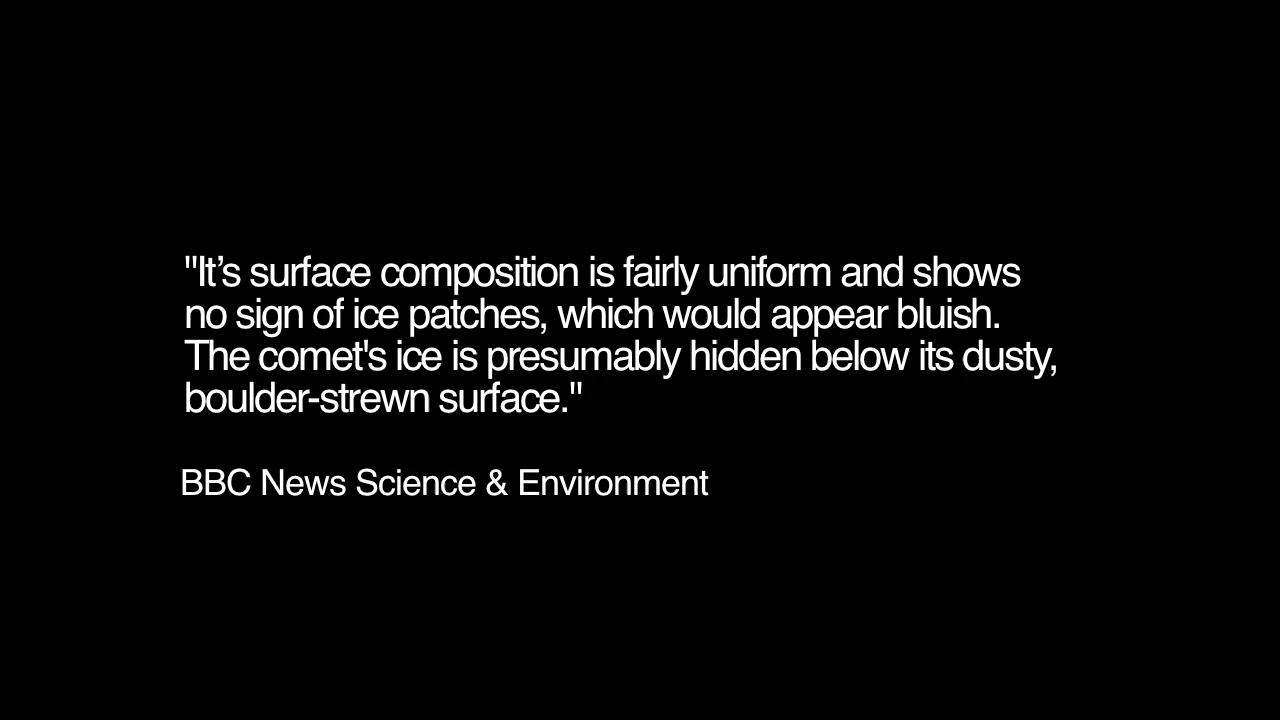 "It’s surface composition is fairly uniform and shows
no sign of ice patches, which would appear bluish.
The comet's ice is presumably hidden below its dusty,
boulder-strewn surface."
BBC News Science & Environment